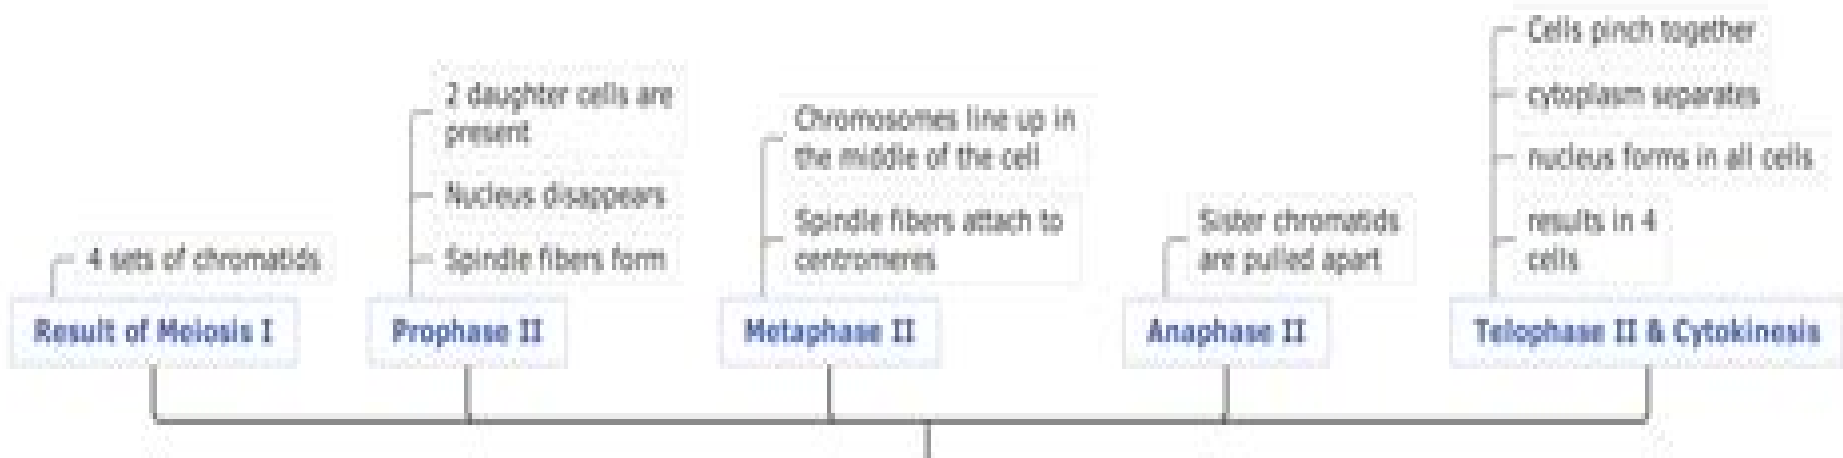 4 sets of chromatids
Result of Meiosis I
2 daughter cells are
present
Nucleus disappears
Spindle fibers form
Prophase II
Chromosomes line up in
the middle of the cell
Spindle fibers attach to
centromeres
Metaphase II
Sister chromatids
are pulled apart
Anaphase II
Cells pinch together
cytoplasm separates
nucleus forms in all cells
results in 4
cells
Telophase II & Cytokinesis